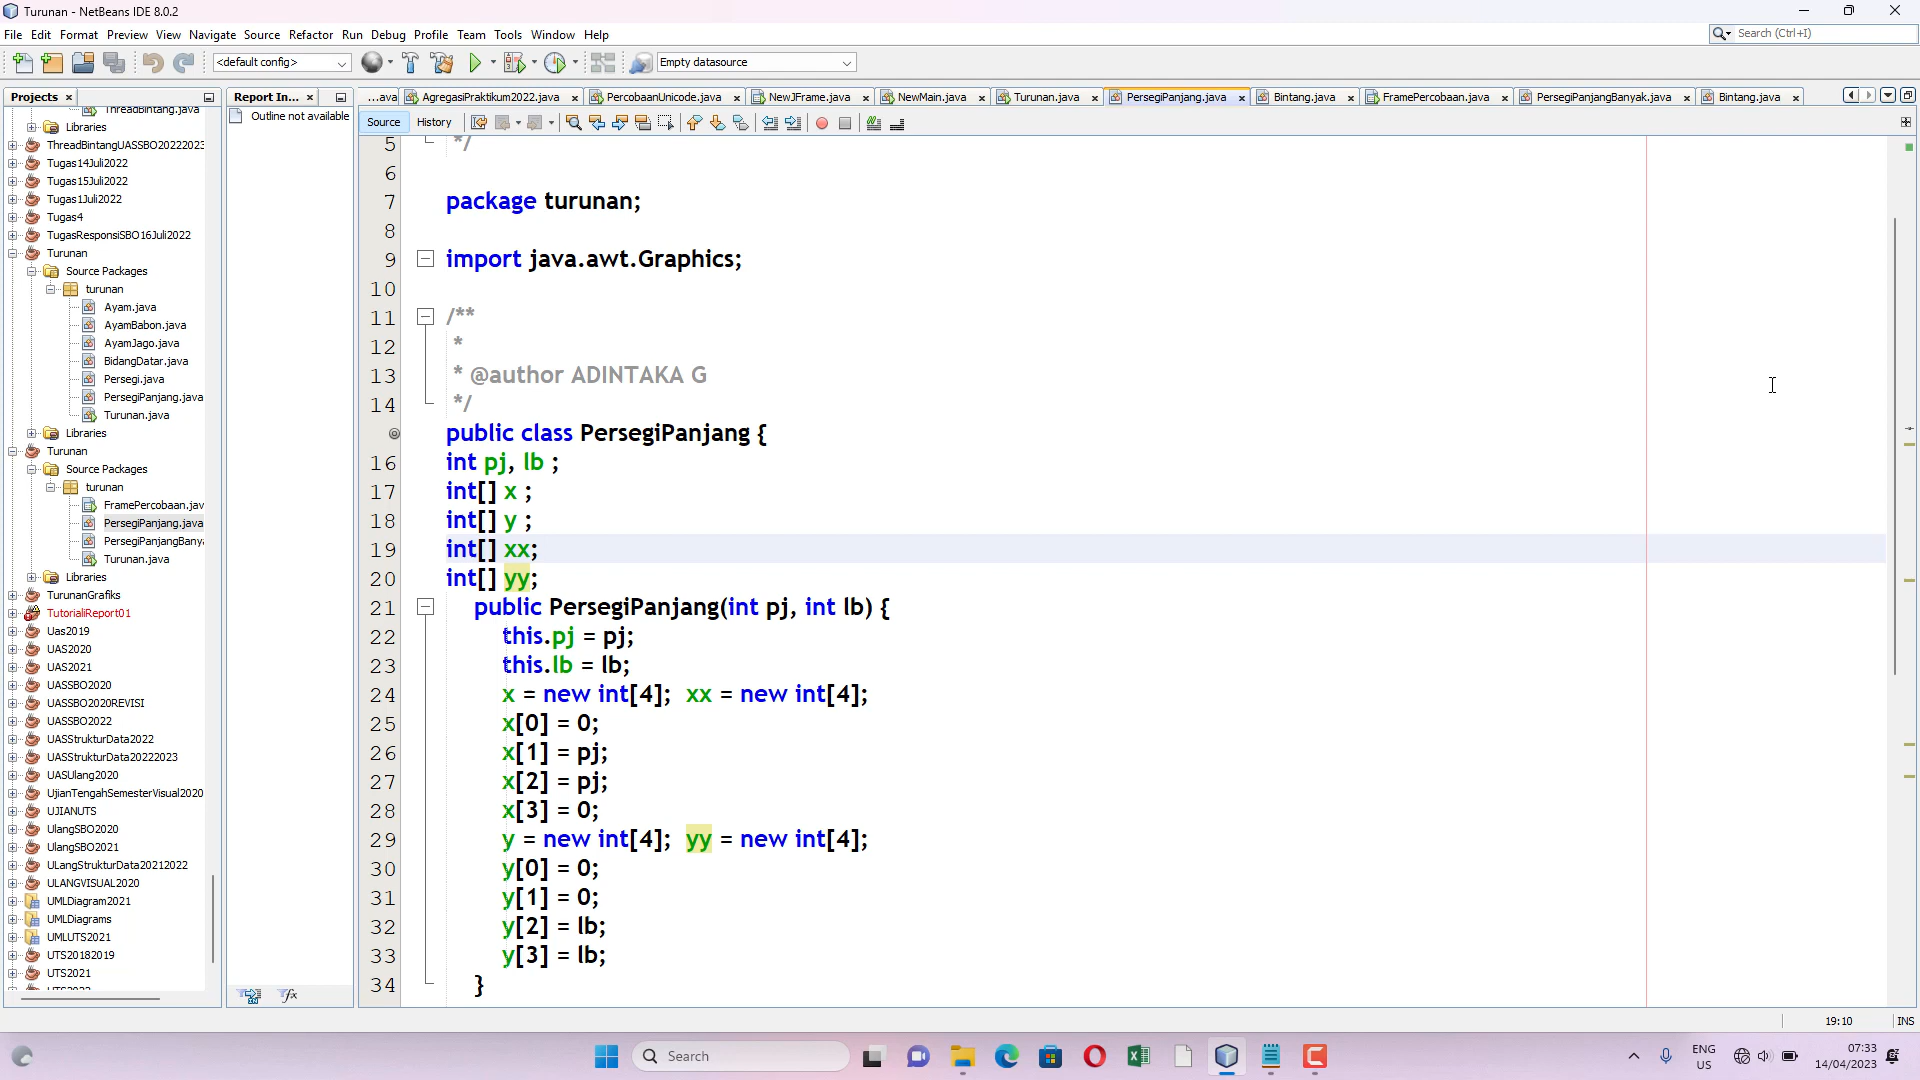 Turunan - NetBeans IDE 8.0.2
File Edit Format Preview View Navigate Source Refactor Run Debug Profile Team Tools Window Help
Search (Ctrl+I)
<default config>
Empty datasource
Projects
Report In...
...ava
AgregasiPraktikum2022.java
PercobaanUnicode.java
NewJFrame.java
NewMain.java
Turunan.java
PersegiPanjang.java
Bintang.java
FramePercobaan.java
PersegiPanjangBanyak.java
Bintang.java
Outline not available
Source History
ThreadBintang.java
Libraries
ThreadBintangUASSBO20222023
Tugas14Juli2022
Tugas15Juli2022
Tugas1Juli2022
Tugas4
TugasResponsiSBO16Juli2022
Turunan
Source Packages
turunan
Ayam.java
AyamBabon.java
AyamJago.java
BidangDatar.java
Persegi.java
PersegiPanjang.java
Turunan.java
Libraries
Turunan
Source Packages
turunan
FramePercobaan.jav
PersegiPanjang.java
PersegiPanjangBanya
Turunan.java
Libraries
TurunanGrafiks
TutorialiReport01
Uas2019
UAS2020
UAS2021
UASSBO2020
UASSBO2020REVISI
UASSBO2022
UASStrukturData2022
UASStrukturData20222023
UASUlang2020
UjianTengahSemesterVisual2020
UJIANUTS
UlangSBO2020
UlangSBO2021
ULangStrukturData20212022
ULANGVISUAL2020
UMLDiagram2021
UMLDiagrams
UMLUTS2021
UTS20182019
UTS2021
5 */
6
7 package turunan;
8
9 import java.awt.Graphics;
10
11 /**
12 *
13 * @author ADINTAKA G
14 */
public class PersegiPanjang {
16 int pj, lb ;
17 int[] x ;
18 int[] y ;
19 int[] xx;
20 int[] yy;
21 public PersegiPanjang(int pj, int lb) {
22 this.pj = pj;
23 this.lb = lb;
24 x = new int[4]; xx = new int[4];
25 x[0] = 0;
26 x[1] = pj;
27 x[2] = pj;
28 x[3] = 0;
29 y = new int[4]; yy = new int[4];
30 y[0] = 0;
31 y[1] = 0;
32 y[2] = lb;
33 y[3] = lb;
34 }
19:10 INS
Search
ENG
US
07:33
14/04/2023